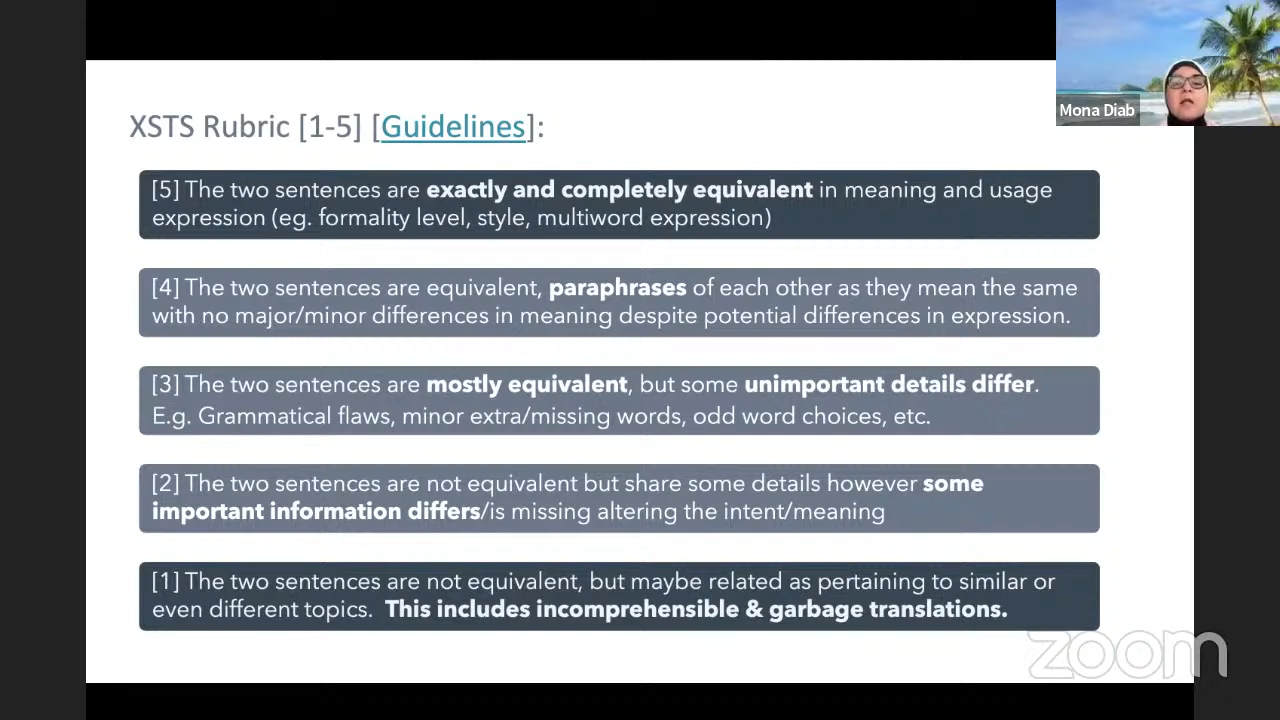 Mona Diab
XSTS Rubric [1-5] [Guidelines]:
[5] The two sentences are exactly and completely equivalent in meaning and usage
expression (eg. formality level, style, multiword expression)
[4] The two sentences are equivalent, paraphrases of each other as they mean the same
with no major/minor differences in meaning despite potential differences in expression.
[3] The two sentences are mostly equivalent, but some unimportant details differ.
E.g. Grammatical flaws, minor extra/missing words, odd word choices, etc.
[2] The two sentences are not equivalent but share some details however some
important information differs/is missing altering the intent/meaning
[1] The two sentences are not equivalent, but maybe related as pertaining to similar or
even different topics. This includes incomprehensible & garbage translations.
zoom